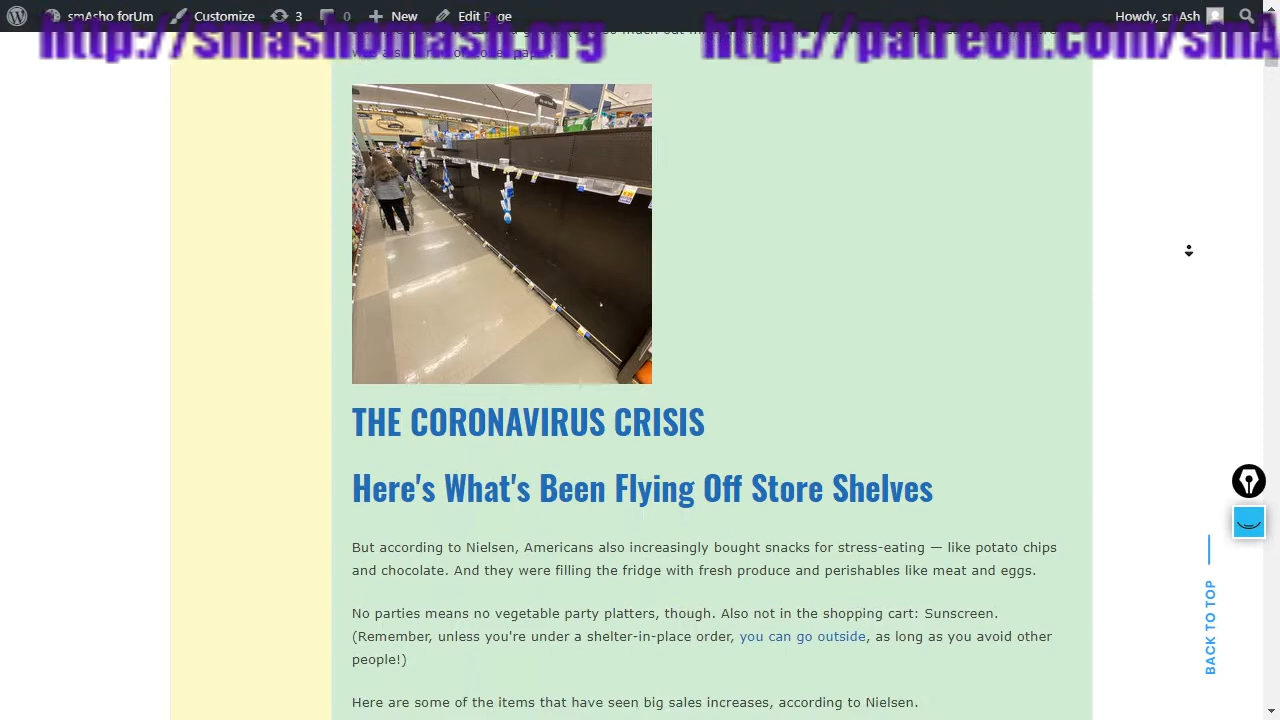 smAsho forUm Customize 3 0 New Edit Page Howdy, smAsh
http://smashforum.org http://patreon.com/smA
THE CORONAVIRUS CRISIS
Here's What's Been Flying Off Store Shelves
But according to Nielsen, Americans also increasingly bought snacks for stress-eating — like potato chips
and chocolate. And they were filling the fridge with fresh produce and perishables like meat and eggs.
No parties means no vegetable party platters, though. Also not in the shopping cart: Sunscreen.
(Remember, unless you're under a shelter-in-place order, you can go outside, as long as you avoid other
people!)
Here are some of the items that have seen big sales increases, according to Nielsen.
BACK TO TOP